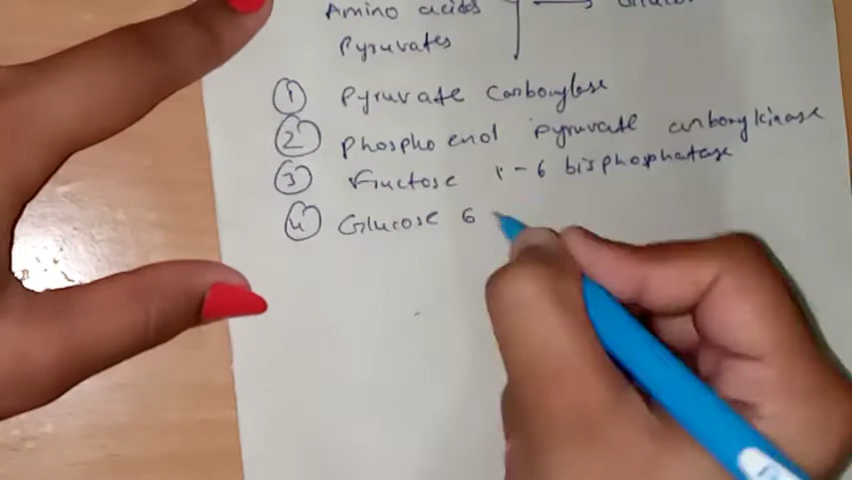 Amino acids
Pyruvates
① Pyruvate Carboxylase
② Phospho enol pyruvate carboxykinase
③ Fructose 1-6 bisphosphatase
④ Glucose 6